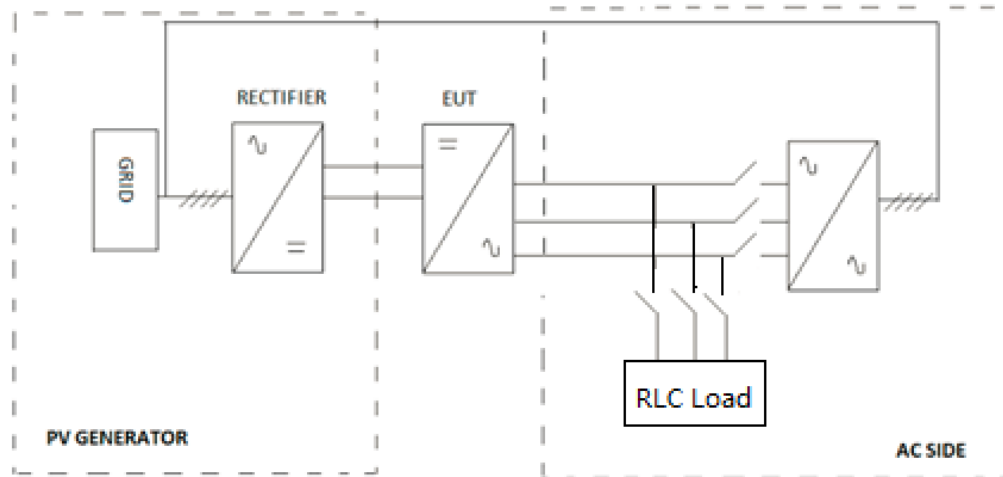 RECTIFIER
EUT
GRID
RLC Load
PV GENERATOR
AC SIDE